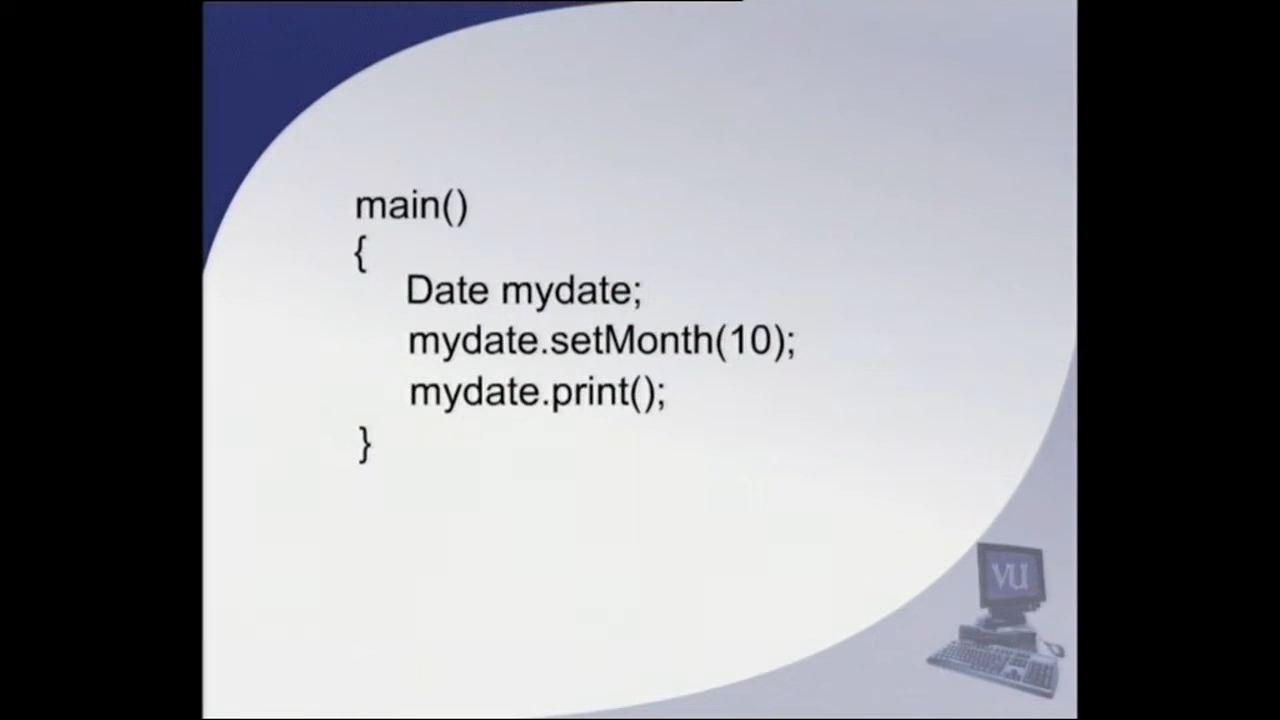 main()
{
Date mydate;
mydate.setMonth(10);
mydate.print();
}
VU